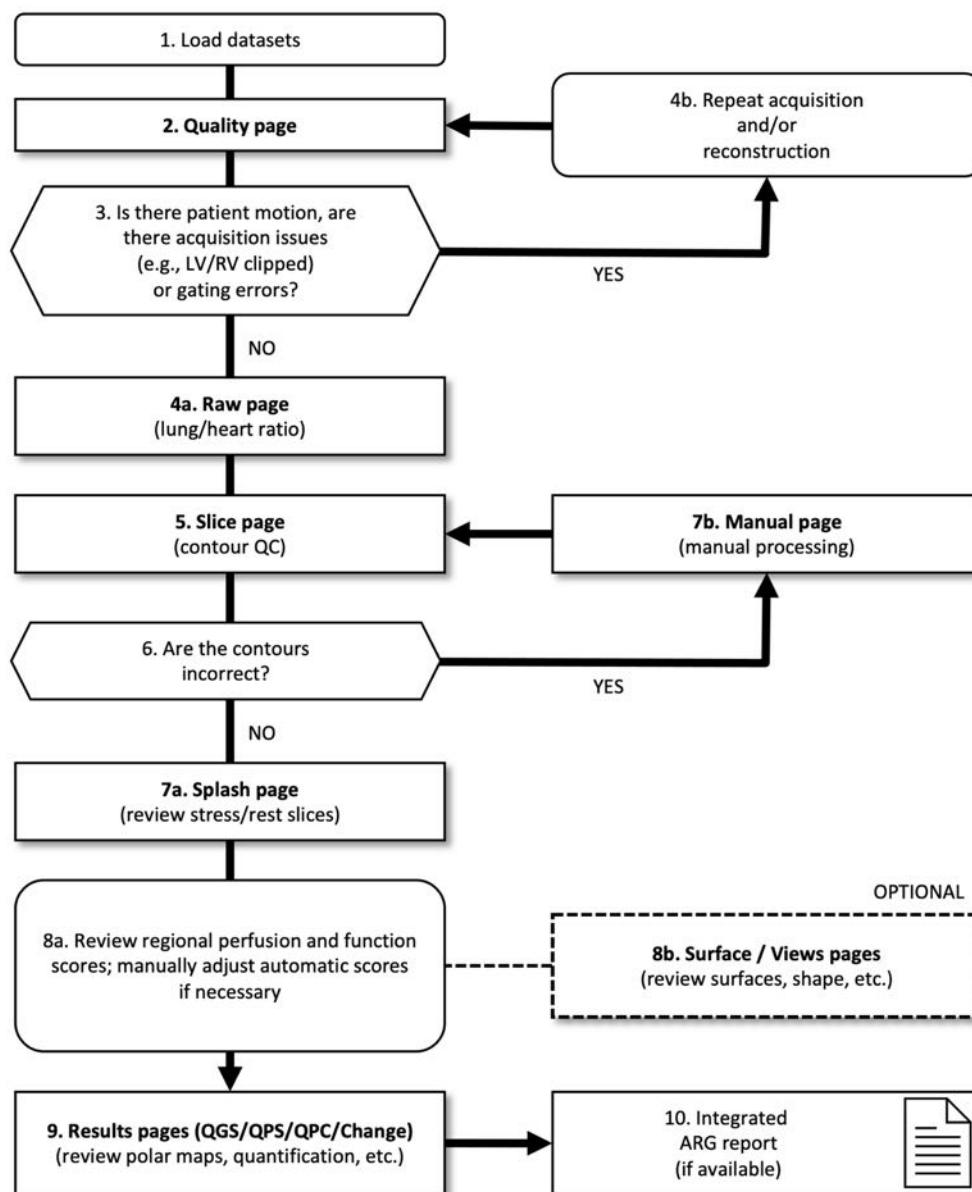 1. Load datasets
2. Quality page
4b. Repeat acquisition
and/or
reconstruction
3. Is there patient motion, are
there acquisition issues
(e.g., LV/RV clipped)
or gating errors?
YES
NO
4a. Raw page
(lung/heart ratio)
5. Slice page
(contour QC)
7b. Manual page
(manual processing)
6. Are the contours
incorrect?
YES
NO
7a. Splash page
(review stress/rest slices)
OPTIONAL
8a. Review regional perfusion and function
scores; manually adjust automatic scores
if necessary
8b. Surface / Views pages
(review surfaces, shape, etc.)
9. Results pages (QGS/QPS/QPC/Change)
(review polar maps, quantification, etc.)
10. Integrated
ARG report
(if available)